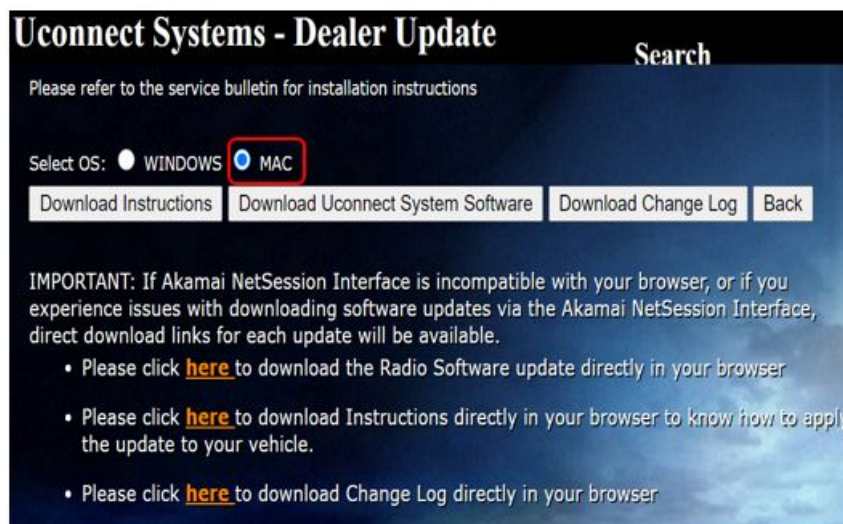 Uconnect Systems - Dealer Update
Search
Please refer to the service bulletin for installation instructions
Select OS: WINDOWS MAC
Download Instructions Download Uconnect System Software Download Change Log Back
IMPORTANT: If Akamai NetSession Interface is incompatible with your browser, or if you
experience issues with downloading software updates via the Akamai NetSession Interface,
direct download links for each update will be available.
• Please click here to download the Radio Software update directly in your browser
• Please click here to download Instructions directly in your browser to know how to apply
the update to your vehicle.
• Please click here to download Change Log directly in your browser